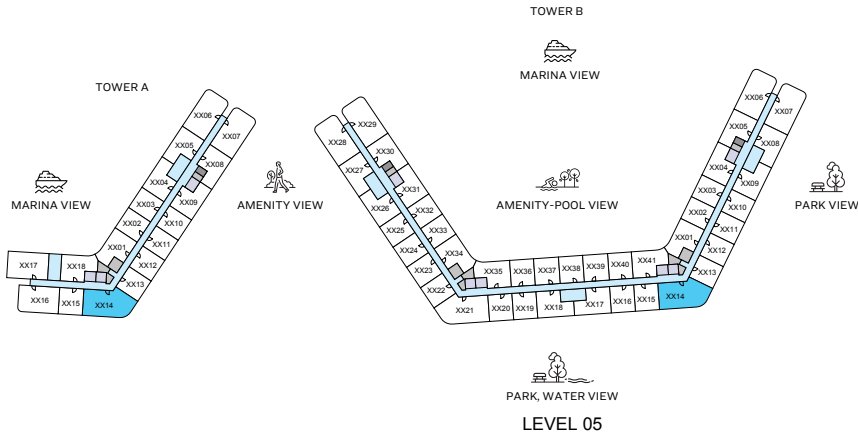 TOWER B
MARINA VIEW
TOWER A
MARINA VIEW
AMENITY VIEW
AMENITY-POOL VIEW
PARK VIEW
XX06
XX07
XX05
XX08
XX04
XX09
XX03
XX10
XX02
XX11
XX01
XX12
XX13
XX17
XX18
XX16
XX15
XX14
XX29
XX28
XX30
XX27
XX31
XX26
XX32
XX25
XX33
XX24
XX34
XX23
XX22
XX21
XX35
XX36
XX37
XX38
XX39
XX40
XX41
XX20
XX19
XX18
XX17
XX16
XX15
XX14
XX06
XX07
XX05
XX08
XX04
XX09
XX03
XX10
XX02
XX11
XX01
XX12
XX13
PARK, WATER VIEW
LEVEL 05